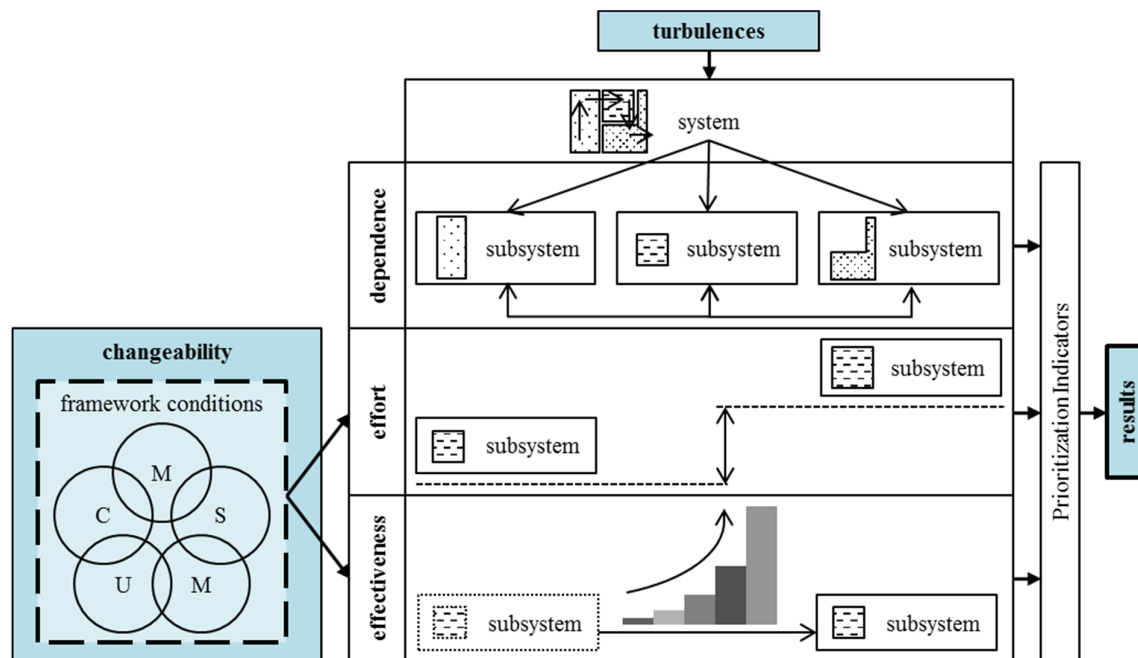 turbulences
system
dependence
subsystem
subsystem
subsystem
changeability
framework conditions
M
C
S
U
M
effort
subsystem
subsystem
effectiveness
subsystem
subsystem
Prioritization Indicators
results